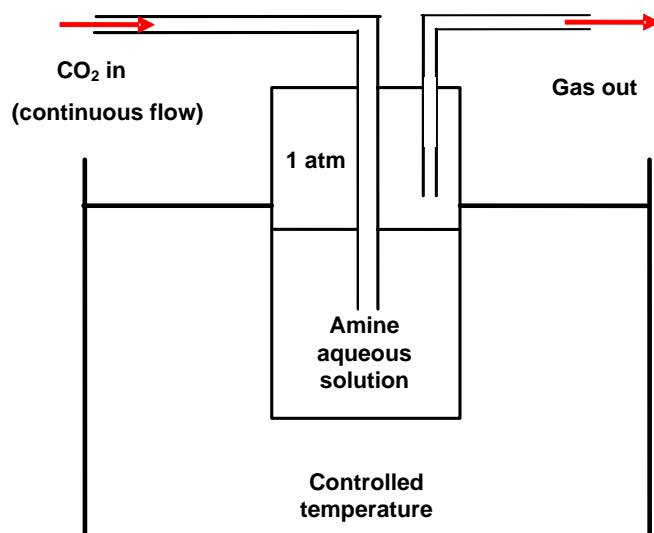 CO₂ in
(continuous flow)
Gas out
1 atm
Amine
aqueous
solution
Controlled
temperature